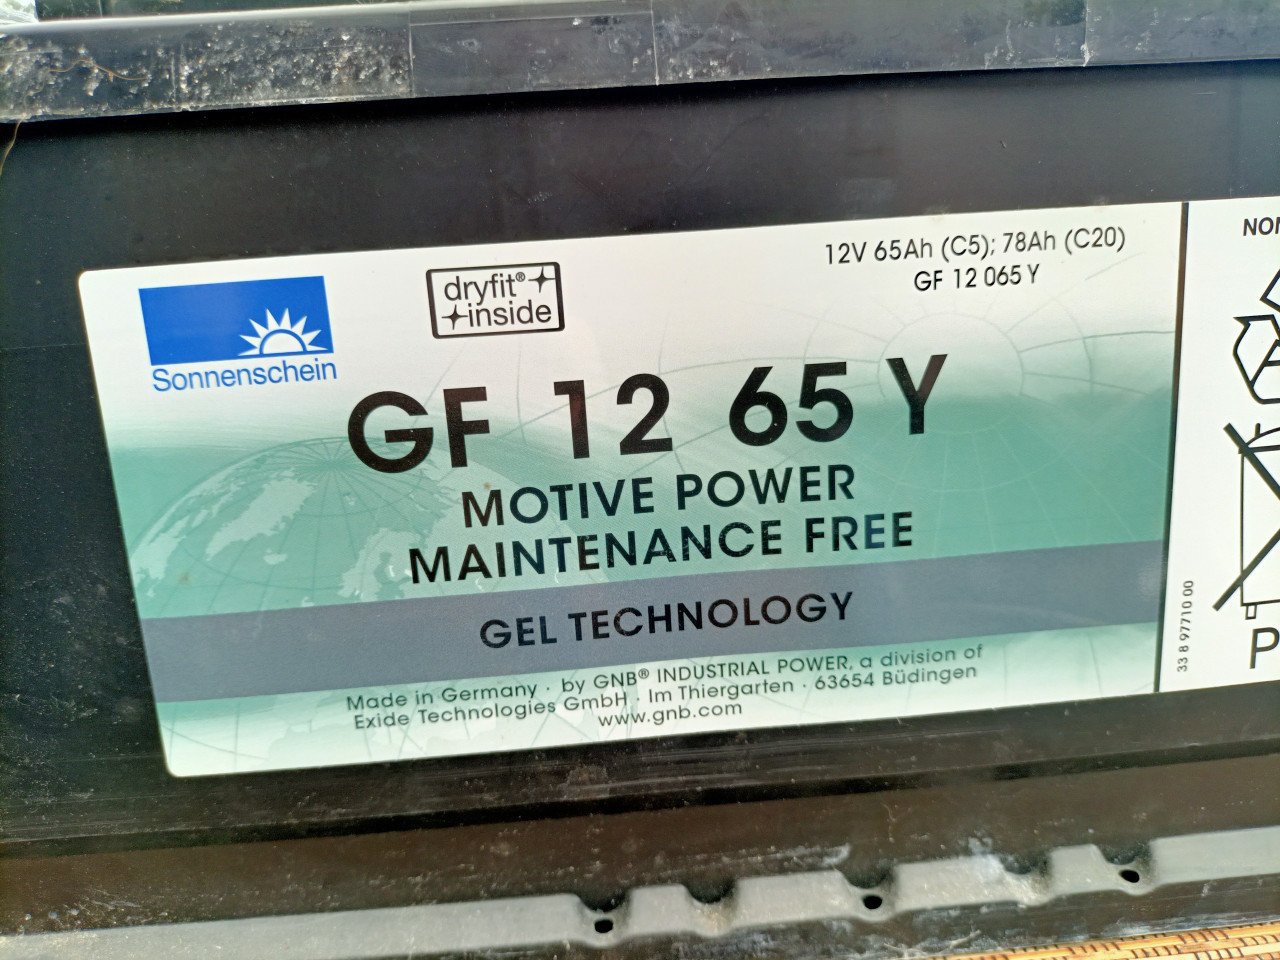 12V 65Ah (C5); 78Ah (C20)
GF 12 065 Y
dryfit®
inside
Sonnenschein
GF 12 65 Y
MOTIVE POWER
MAINTENANCE FREE
GEL TECHNOLOGY
Made in Germany · by GNB® INDUSTRIAL POWER, a division of
Exide Technologies GmbH · Im Thiergarten · 63654 Büdingen
www.gnb.com
33 8 97710 00